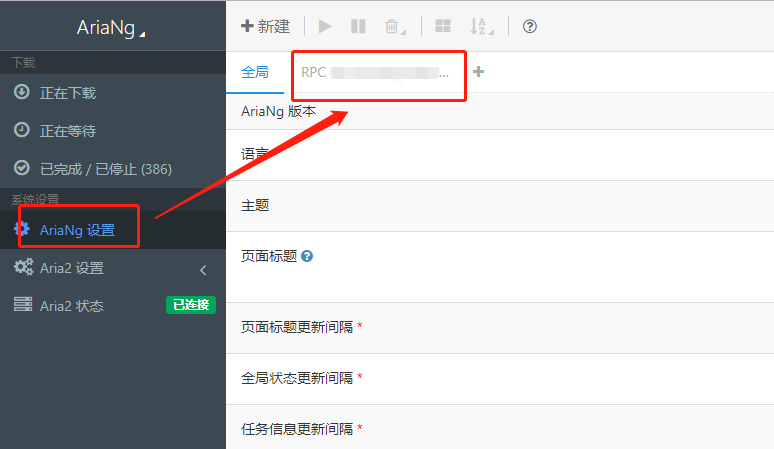 AriaNg
新建
下载
正在下载
正在等待
已完成 / 已停止 (386)
系统设置
AriaNg 设置
Aria2 设置
Aria2 状态 已连接
全局 RPC ...
AriaNg 版本
语言
主题
页面标题
页面标题更新间隔 *
全局状态更新间隔 *
任务信息更新间隔 *